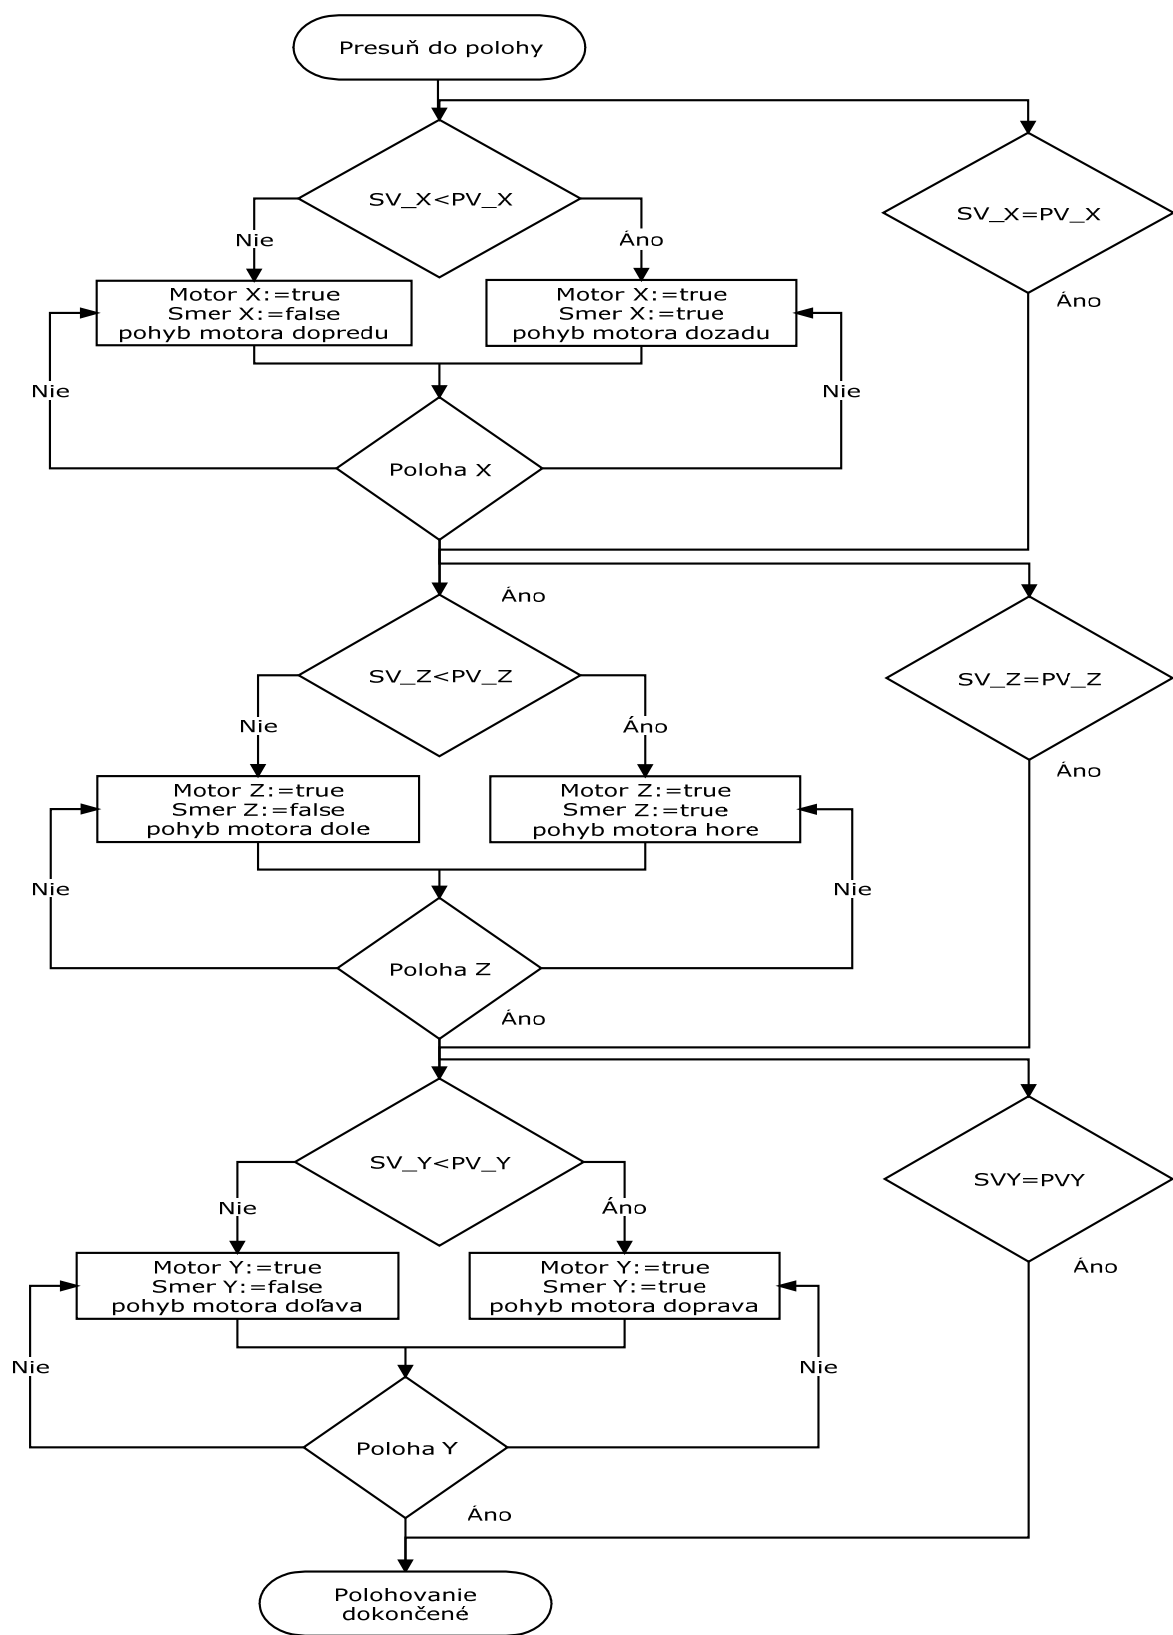 Presuň do polohy
SV_X<PV_X
SV_X=PV_X
Nie
Áno
Motor X:=true
Smer X:=false
pohyb motora dopredu
Motor X:=true
Smer X:=true
pohyb motora dozadu
Áno
Nie
Nie
Poloha X
Áno
SV_Z<PV_Z
SV_Z=PV_Z
Nie
Áno
Áno
Motor Z:=true
Smer Z:=false
pohyb motora dole
Motor Z:=true
Smer Z:=true
pohyb motora hore
Nie
Nie
Poloha Z
Áno
SV_Y<PV_Y
SVY=PVY
Nie
Áno
Áno
Motor Y:=true
Smer Y:=false
pohyb motora doľava
Motor Y:=true
Smer Y:=true
pohyb motora doprava
Nie
Nie
Poloha Y
Áno
Polohovanie
dokončené